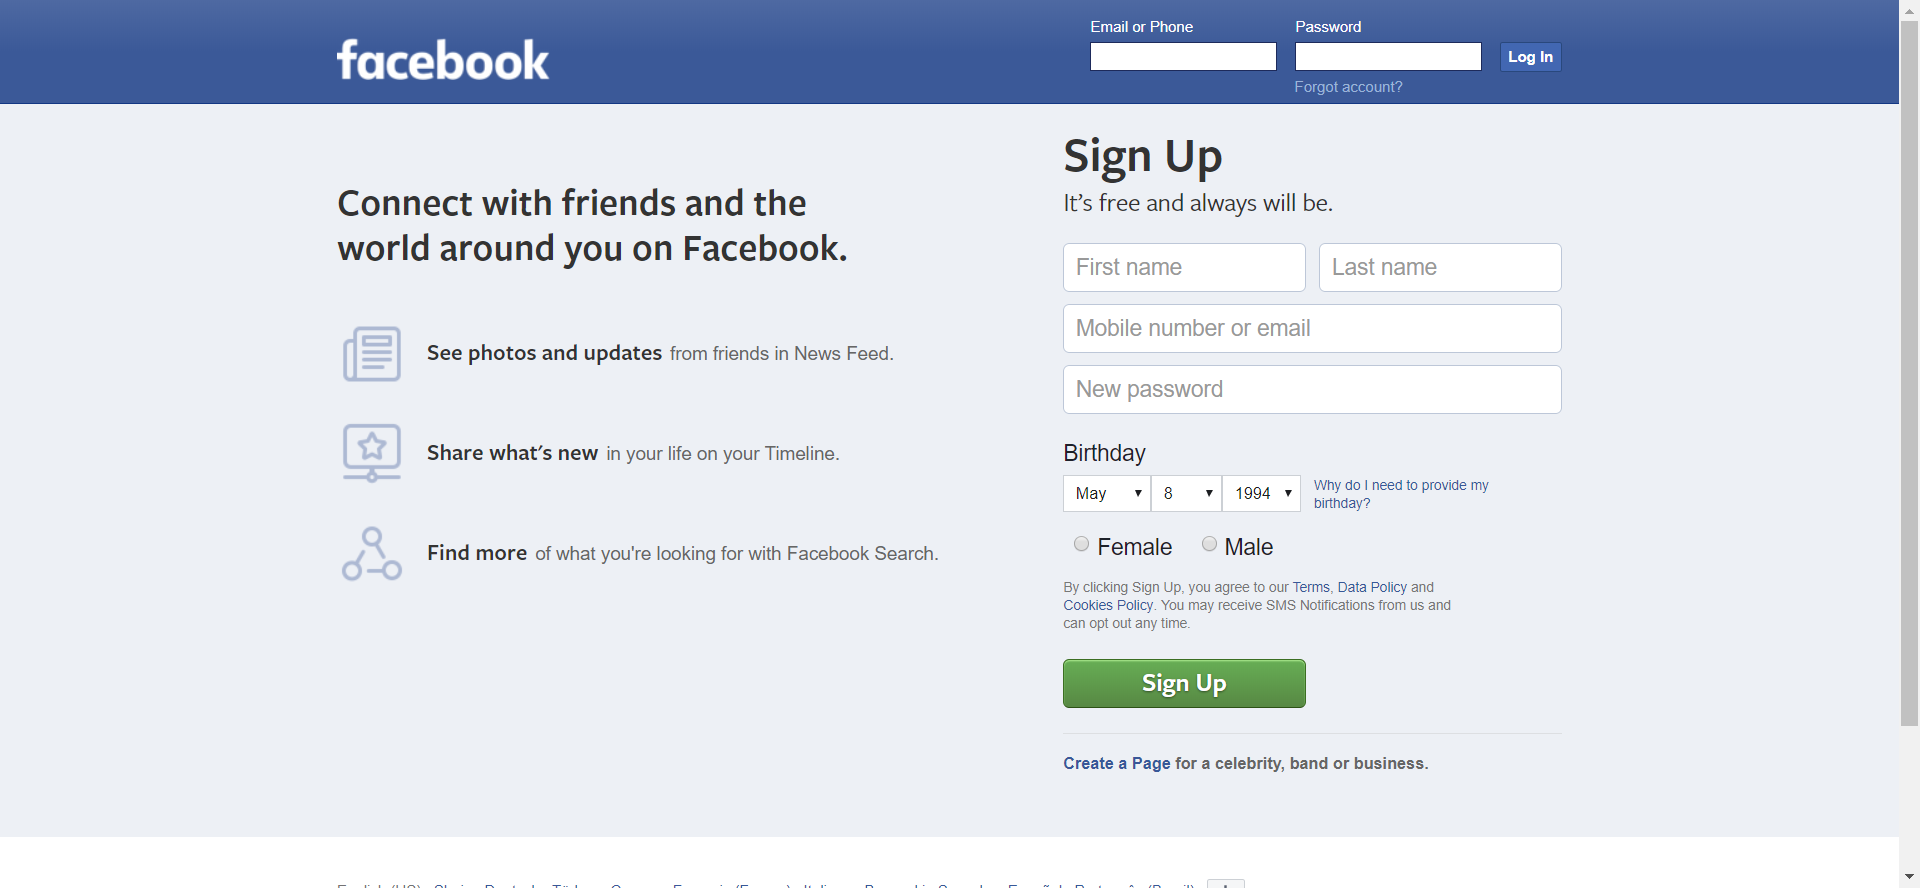 facebook
Email or Phone
Password
Log In
Forgot account?
Connect with friends and the
world around you on Facebook.
See photos and updates from friends in News Feed.
Share what's new in your life on your Timeline.
Find more of what you're looking for with Facebook Search.
Sign Up
It’s free and always will be.
First name
Last name
Mobile number or email
New password
Birthday
May 8 1994
Why do I need to provide my
birthday?
Female Male
By clicking Sign Up, you agree to our Terms, Data Policy and
Cookies Policy. You may receive SMS Notifications from us and
can opt out any time.
Sign Up
Create a Page for a celebrity, band or business.